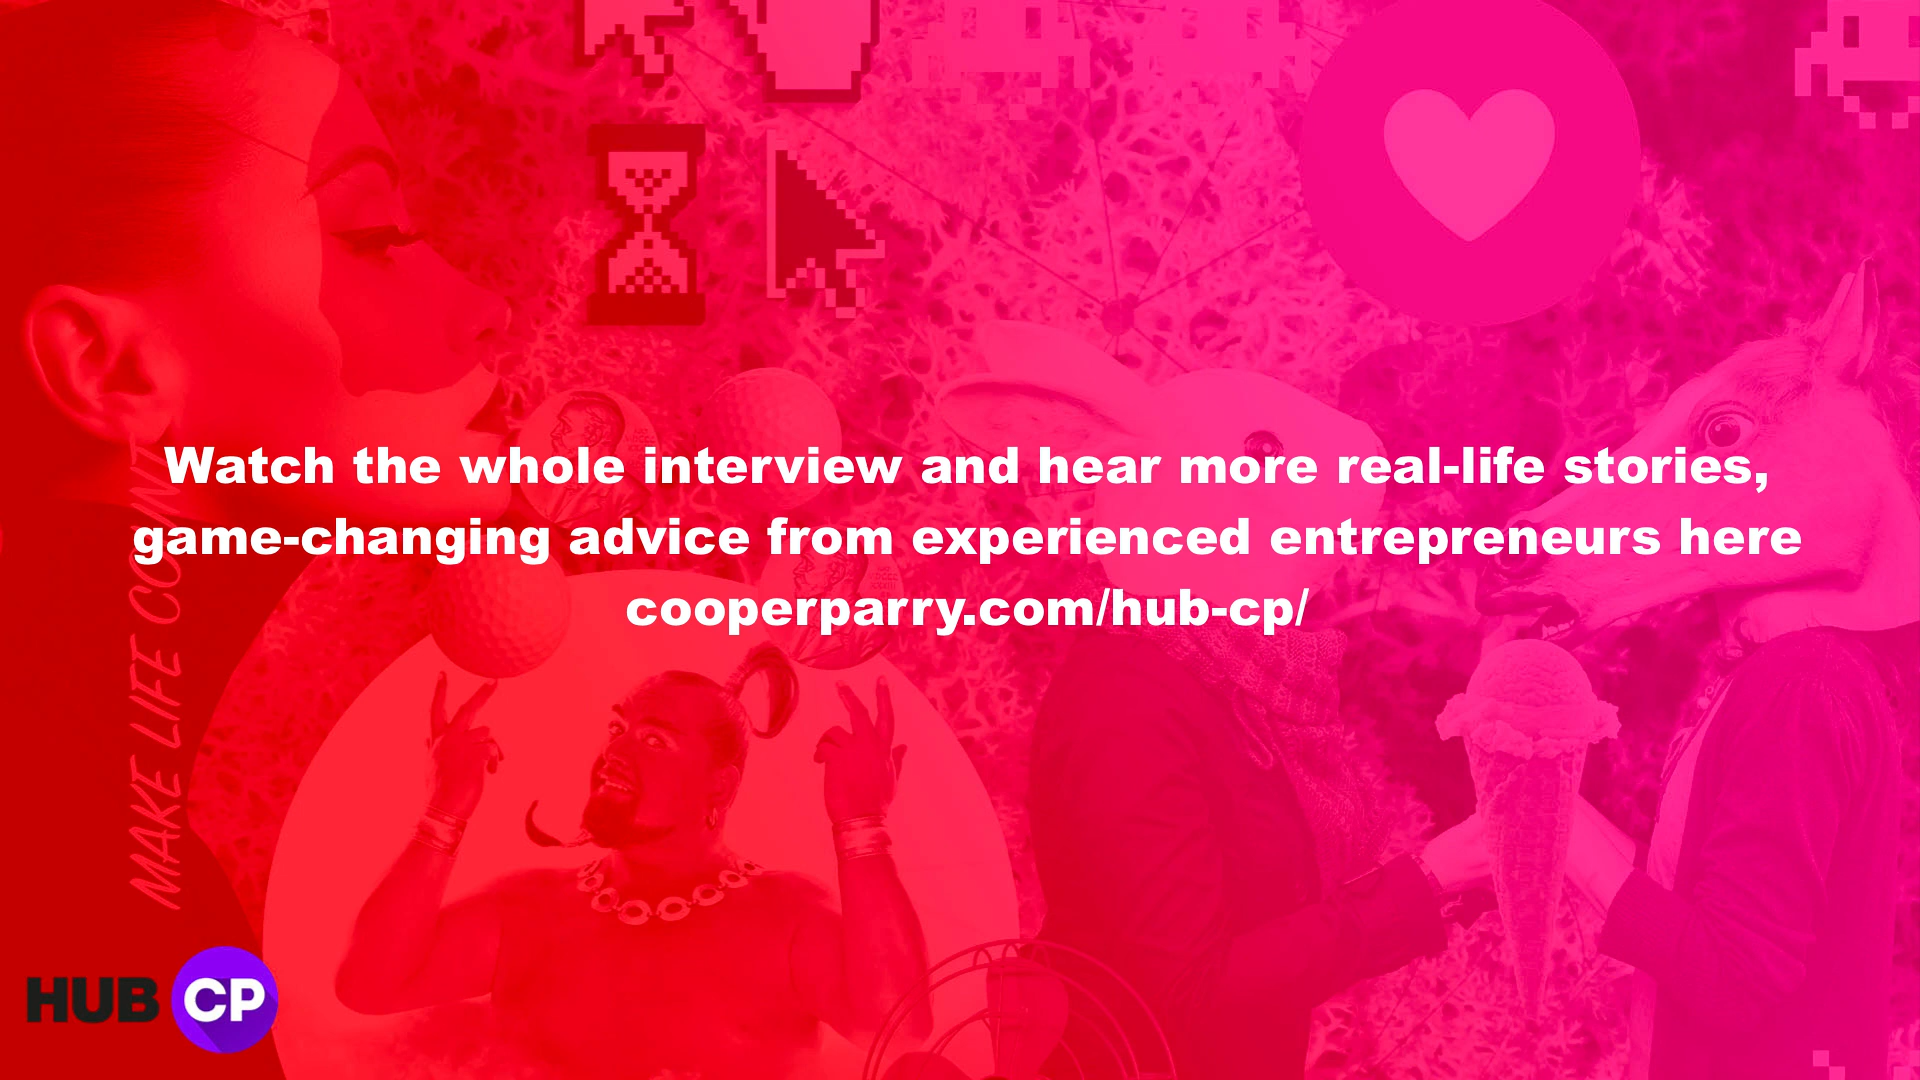 Watch the whole interview and hear more real-life stories,
game-changing advice from experienced entrepreneurs here
cooperparry.com/hub-cp/
MAKE LIFE COUNT
HUB CP